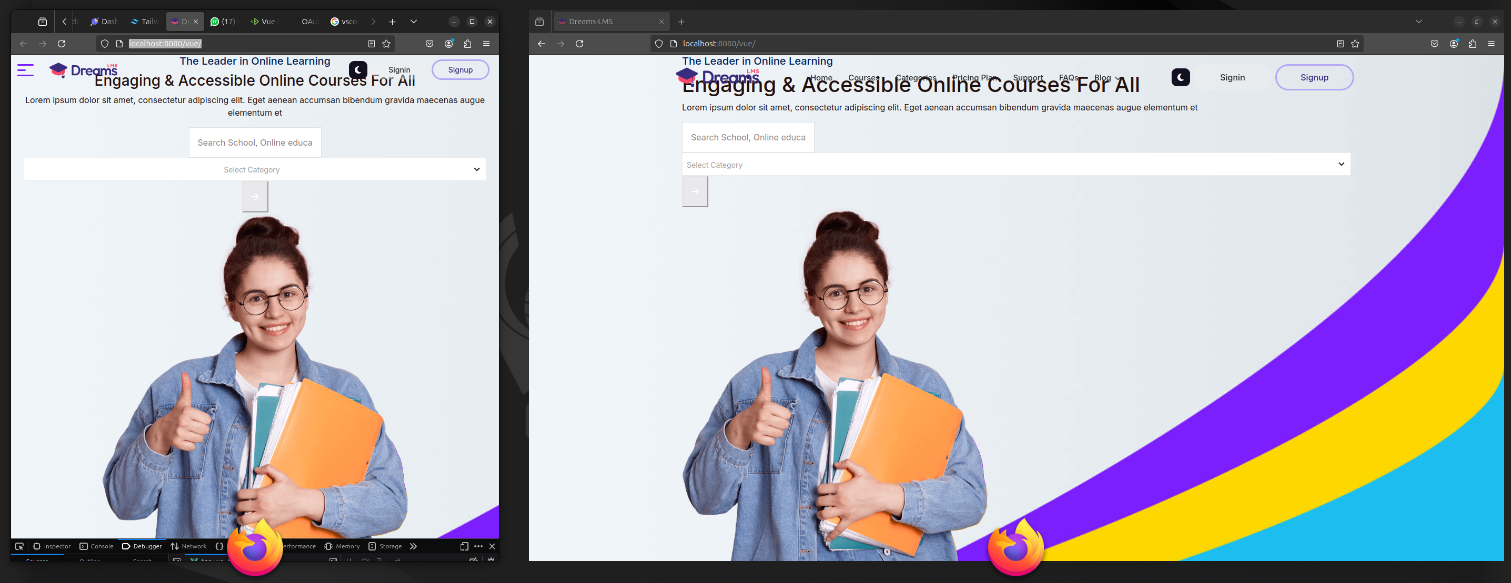 Dash
Tailw
Dr
(17)
Vue
OAu
vsco
localhost:8080/vue/
LMS
Dreams
The Leader in Online Learning
Signin
Signup
Engaging & Accessible Online Courses For All
Lorem ipsum dolor sit amet, consectetur adipiscing elit. Eget aenean accumsan bibendum gravida maecenas augue
elementum et
Search School, Online educa
Select Category
Inspector
Console
Debugger
Network
erformance
Memory
Storage
Dreams-LMS
localhost:8080/vue/
The Leader in Online Learning
LMS
Dreams
Home
Courses
Categories
Pricing Plan
Support
FAQs
Blog
Signin
Signup
Engaging & Accessible Online Courses For All
Lorem ipsum dolor sit amet, consectetur adipiscing elit. Eget aenean accumsan bibendum gravida maecenas augue elementum et
Search School, Online educa
Select Category